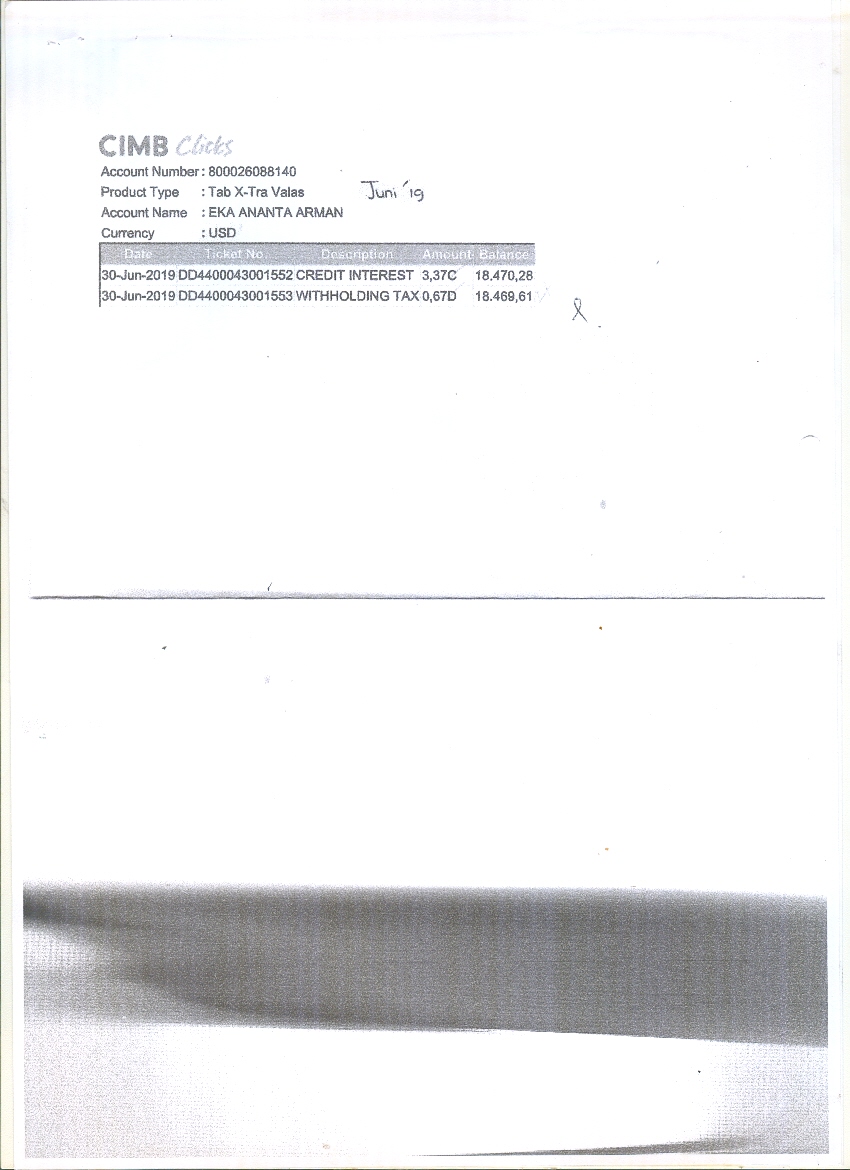 CIMB Clicks
Account Number : 800026088140
Product Type : Tab X-Tra Valas Juni '19
Account Name : EKA ANANTA ARMAN
Currency : USD
Date Ticket No. Description Amount Balance
30-Jun-2019 DD4400043001552 CREDIT INTEREST 3,37C 18.470,28
30-Jun-2019 DD4400043001553 WITHHOLDING TAX 0,67D 18.469,61